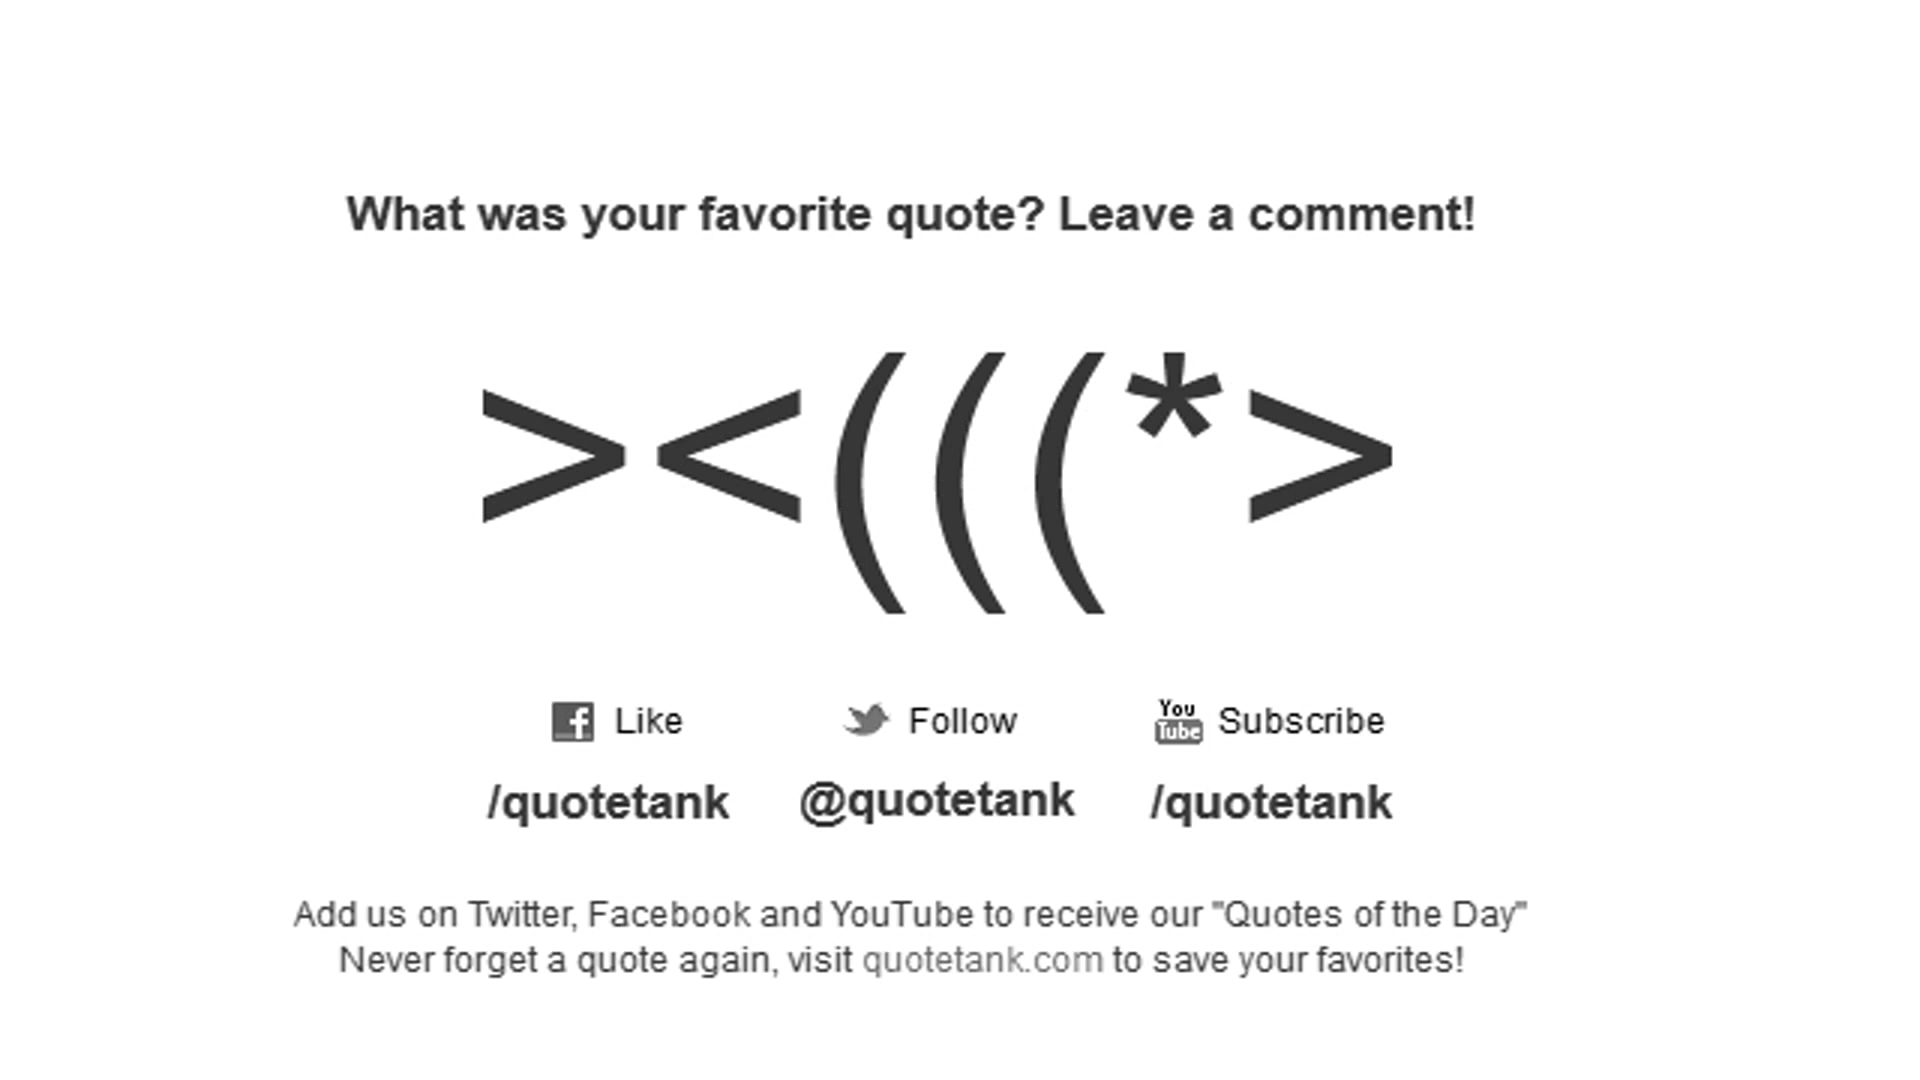 What was your favorite quote? Leave a comment!
><(((*>
f Like Follow You Tube Subscribe
/quotetank @quotetank /quotetank
Add us on Twitter, Facebook and YouTube to receive our "Quotes of the Day"
Never forget a quote again, visit quotetank.com to save your favorites!